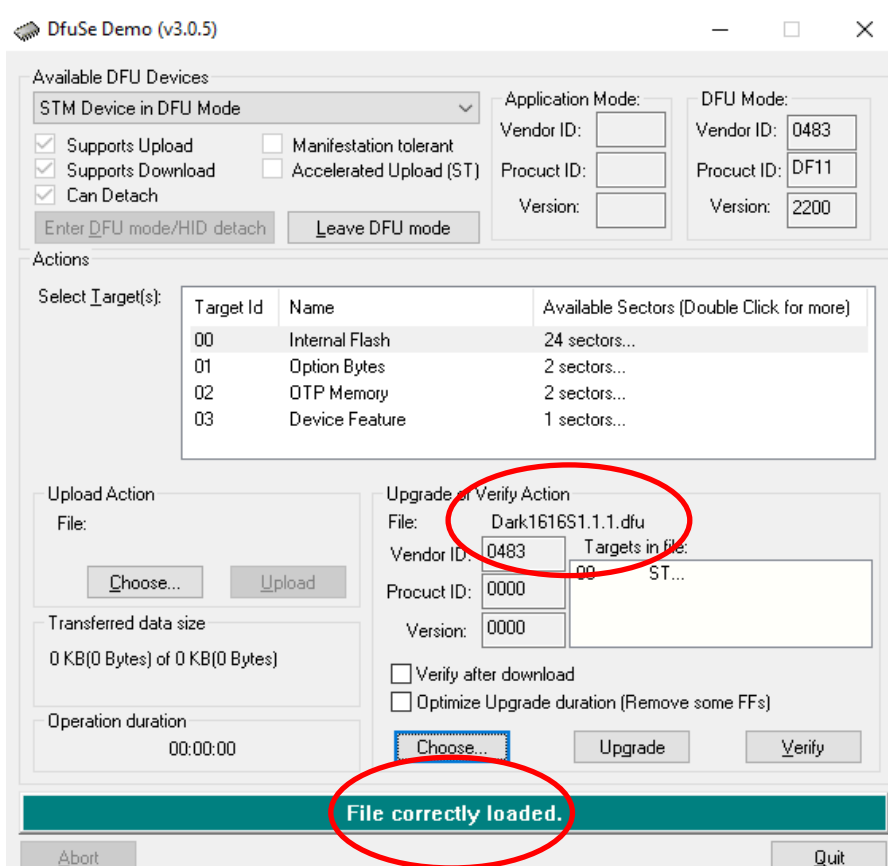 DfuSe Demo (v3.0.5)
Available DFU Devices
STM Device in DFU Mode
Supports Upload
Manifestation tolerant
Supports Download
Accelerated Upload (ST)
Can Detach
Enter DFU mode/HID detach
Leave DFU mode
Application Mode:
Vendor ID:
Procuct ID:
Version:
DFU Mode:
Vendor ID: 0483
Procuct ID: DF11
Version: 2200
Actions
Select Target(s):
Target Id Name Available Sectors (Double Click for more)
00 Internal Flash 24 sectors...
01 Option Bytes 2 sectors...
02 OTP Memory 2 sectors...
03 Device Feature 1 sectors...
Upload Action
File:
Choose...
Upload
Transferred data size
0 KB(0 Bytes) of 0 KB(0 Bytes)
Operation duration
00:00:00
Upgrade or Verify Action
File: Dark1616S1.1.1.dfu
Vendor ID: 0483
Procuct ID: 0000
Version: 0000
Targets in file:
00 ST...
Verify after download
Optimize Upgrade duration (Remove some FFs)
Choose...
Upgrade
Verify
File correctly loaded.
Abort
Quit